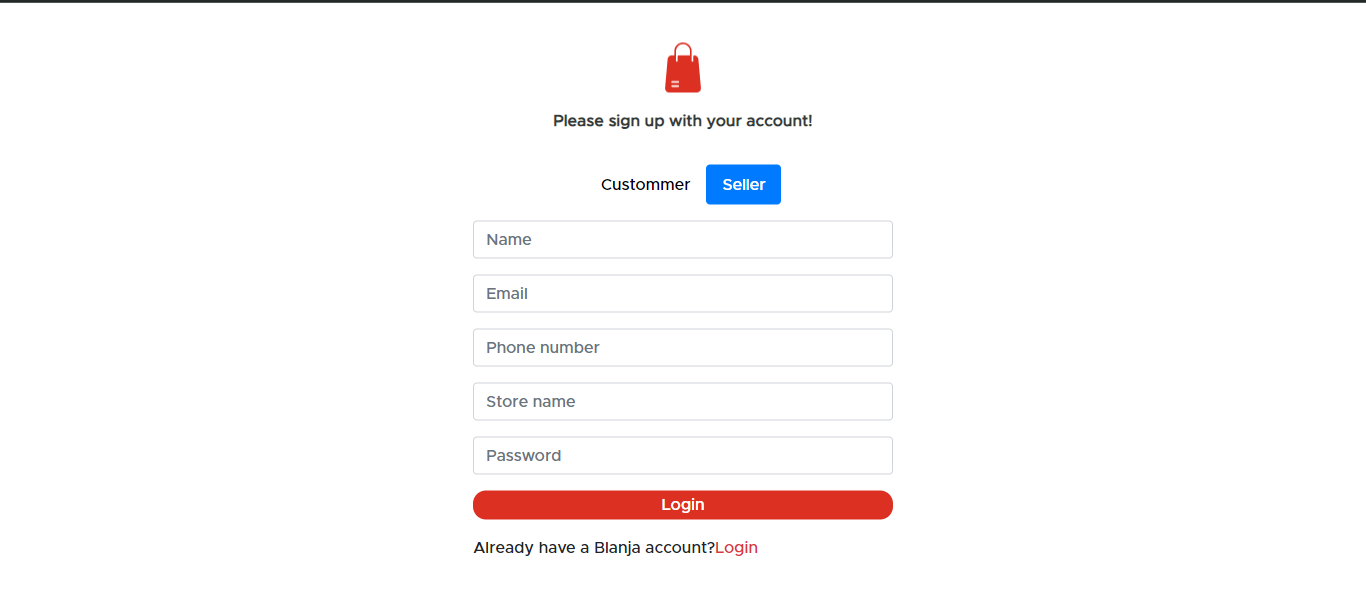 Please sign up with your account!
Custommer Seller
Name
Email
Phone number
Store name
Password
Login
Already have a Blanja account?Login